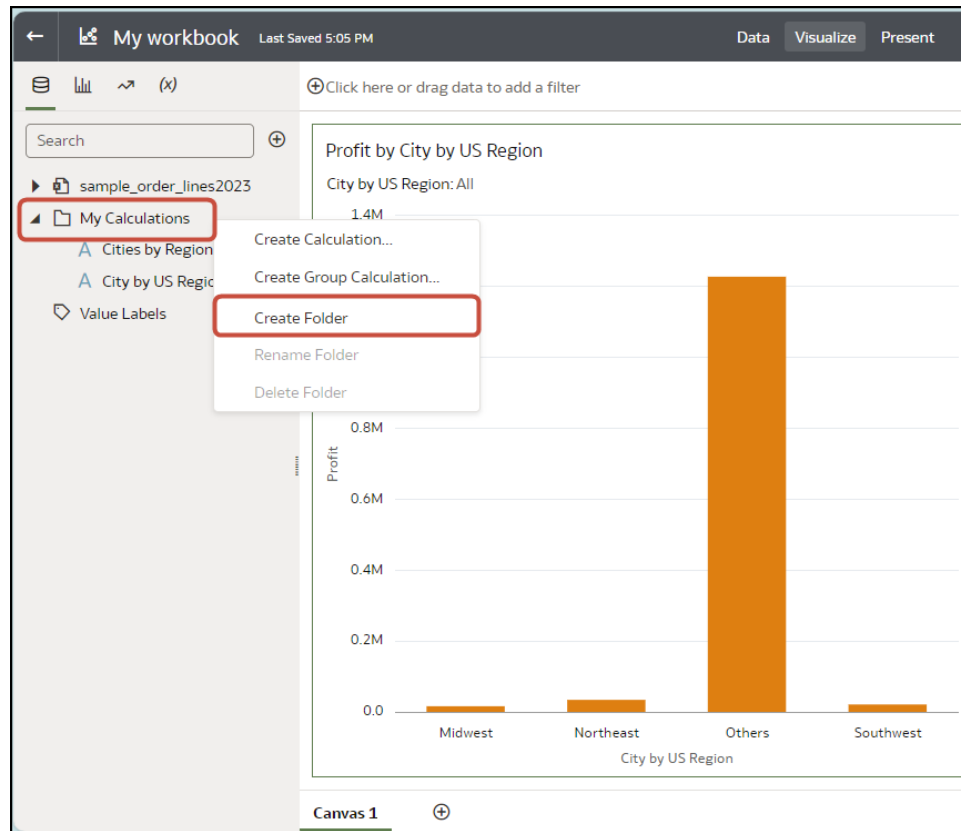 My workbook Last Saved 5:05 PM Data Visualize Present
(x)
Click here or drag data to add a filter
Search
sample_order_lines2023
My Calculations
Cities by Region
City by US
Value Labels
Create Calculation...
Create Group Calculation...
Create Folder
Rename Folder
Delete Folder
Profit by City by US Region
City by US Region: All
1.4M
0.8M
0.6M
0.4M
0.2M
0.0
Profit
Midwest Northeast Others Southwest
City by US Region
Canvas 1